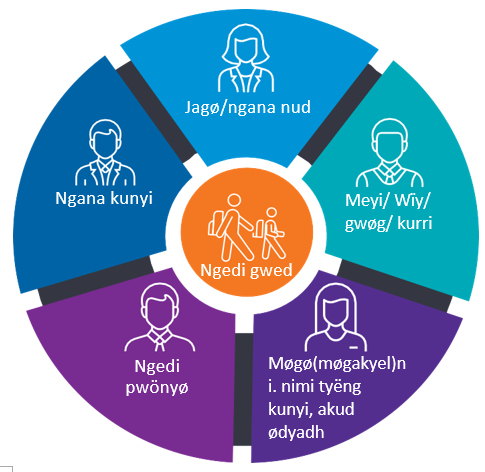 Jagø/ngana nud
Meyi/ Wïy/
gwøg/ kurri
Møgø(møgakyel)n
i. nimi tyëng
kunyi, akud
ødyadh
Ngedi
pwönyø
Ngana kunyi
Ngedi gwed